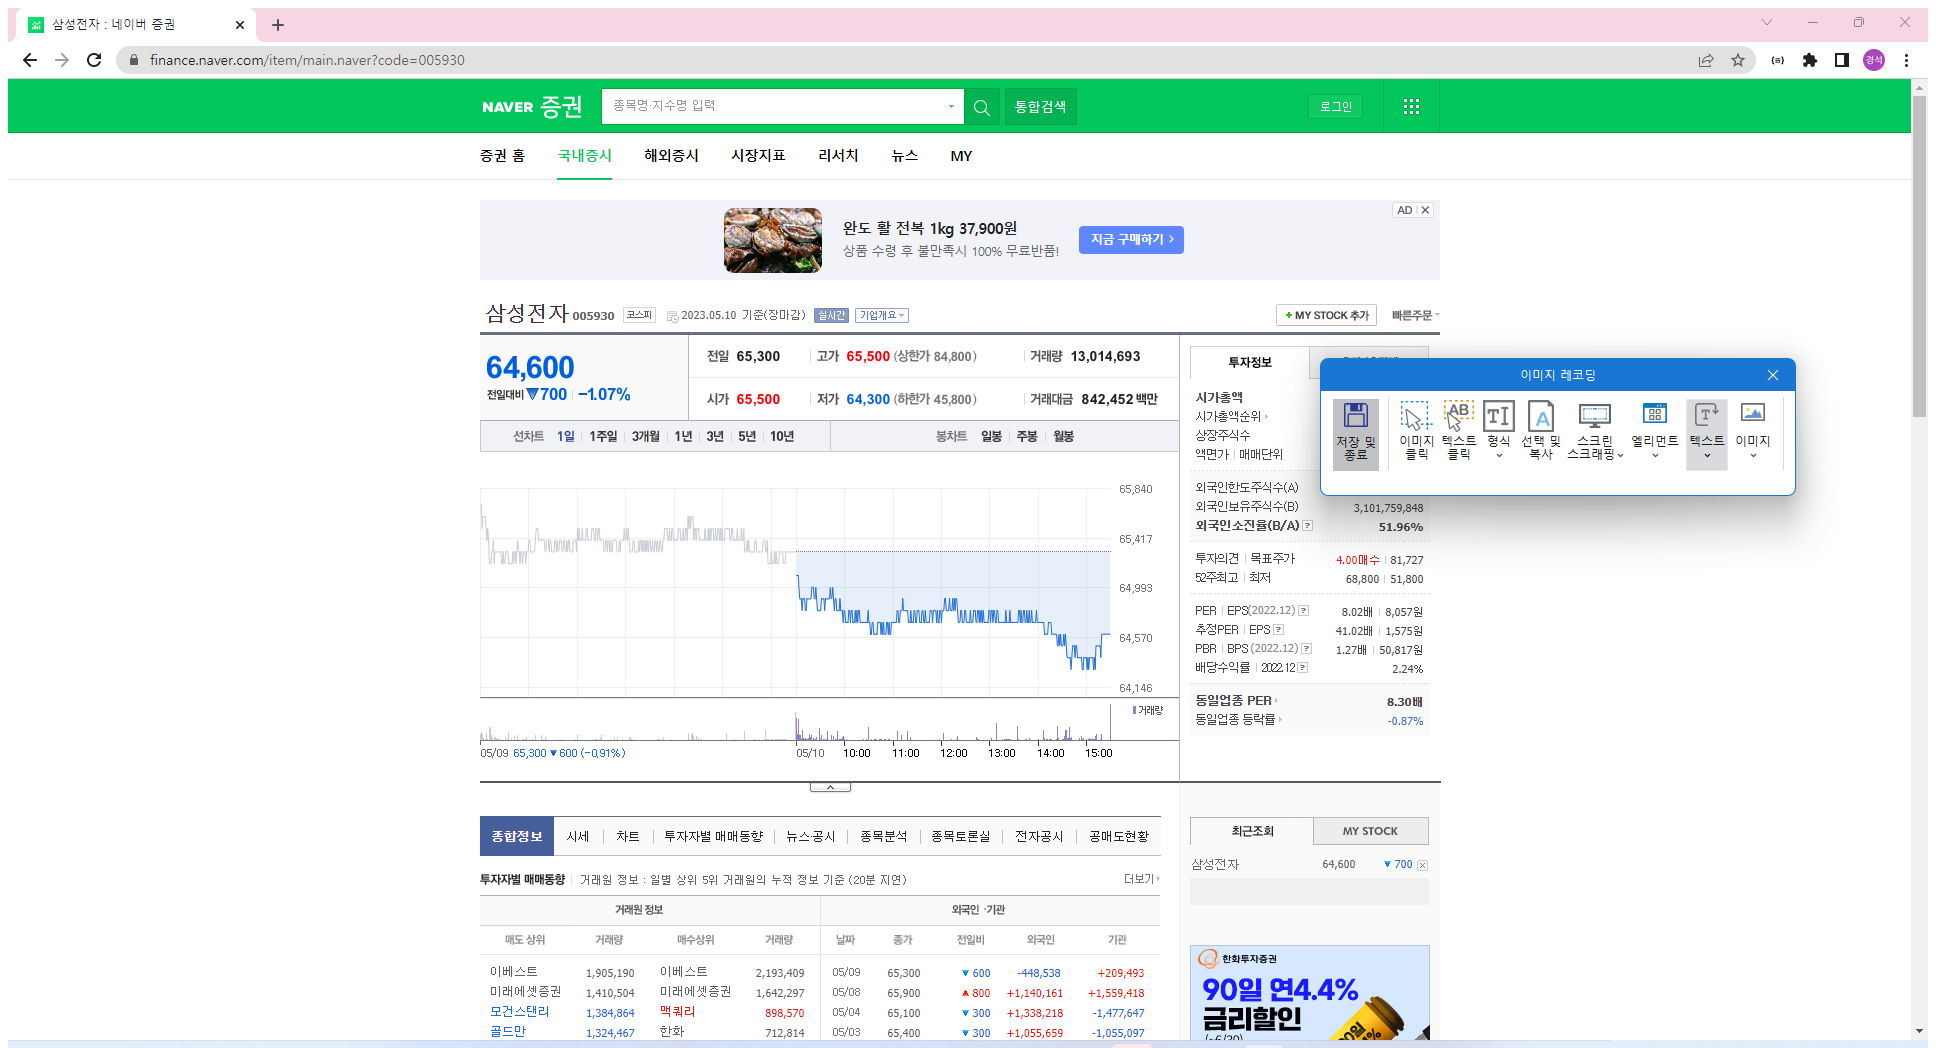 삼성전자 : 네이버 증권
finance.naver.com/item/main.naver?code=005930
경석
NAVER 증권
종목명·지수명 입력
통합검색
로그인
증권 홈 국내증시 해외증시 시장지표 리서치 뉴스 MY
완도 활 전복 1kg 37,900원
상품 수령 후 불만족시 100% 무료반품!
지금 구매하기
AD
삼성전자 005930 코스피 2023.05.10 기준(장마감) 실시간 기업개요
MY STOCK 추가 빠른주문
64,600
전일대비 ▼700 -1.07%
전일 65,300 고가 65,500 (상한가 84,800) 거래량 13,014,693
시가 65,500 저가 64,300 (하한가 45,800) 거래대금 842,452 백만
선차트 1일 1주일 3개월 1년 3년 5년 10년 봉차트 일봉 주봉 월봉
65,840
65,417
64,993
64,570
64,146
거래량
05/09 65,300 ▼600 (-0,91%)
05/10 10:00 11:00 12:00 13:00 14:00 15:00
투자정보
시가총액
시가총액순위
상장주식수
액면가 매매단위
외국인한도주식수(A)
외국인보유주식수(B) 3,101,759,848
외국인소진율(B/A) ? 51.96%
투자의견 목표주가 4.00매수 81,727
52주최고 최저 68,800 51,800
PER EPS(2022.12) ? 8.02배 8,057원
추정PER EPS ? 41.02배 1,575원
PBR BPS (2022.12) ? 1.27배 50,817원
배당수익률 2022.12 ? 2.24%
동일업종 PER 8.30배
동일업종 등락률 -0.87%
이미지 레코딩
저장 및 종료
이미지 클릭
텍스트 클릭
형식
선택 및 복사
스크린 스크래핑
엘리먼트
텍스트
이미지
종합정보 시세 차트 투자자별 매매동향 뉴스·공시 종목분석 종목토론실 전자공시 공매도현황
투자자별 매매동향 거래원 정보 : 일별 상위 5위 거래원의 누적 정보 기준 (20분 지연) 더보기
거래원 정보 외국인·기관
매도 상위 거래량 매수상위 거래량 날짜 종가 전일비 외국인 기관
이베스트 1,905,190 이베스트 2,193,409 05/09 65,300 ▼ 600 -448,538 +209,493
미래에셋증권 1,410,504 미래에셋증권 1,642,297 05/08 65,900 ▲ 800 +1,140,161 +1,559,418
모건스탠리 1,384,864 맥쿼리 898,570 05/04 65,100 ▼ 300 +1,338,218 -1,477,647
골드만 1,324,467 한화 712,814 05/03 65,400 ▼ 300 +1,055,659 -1,055,097
최근조회 MY STOCK
삼성전자 64,600 ▼ 700
한화투자증권
90일 연4.4%
금리할인